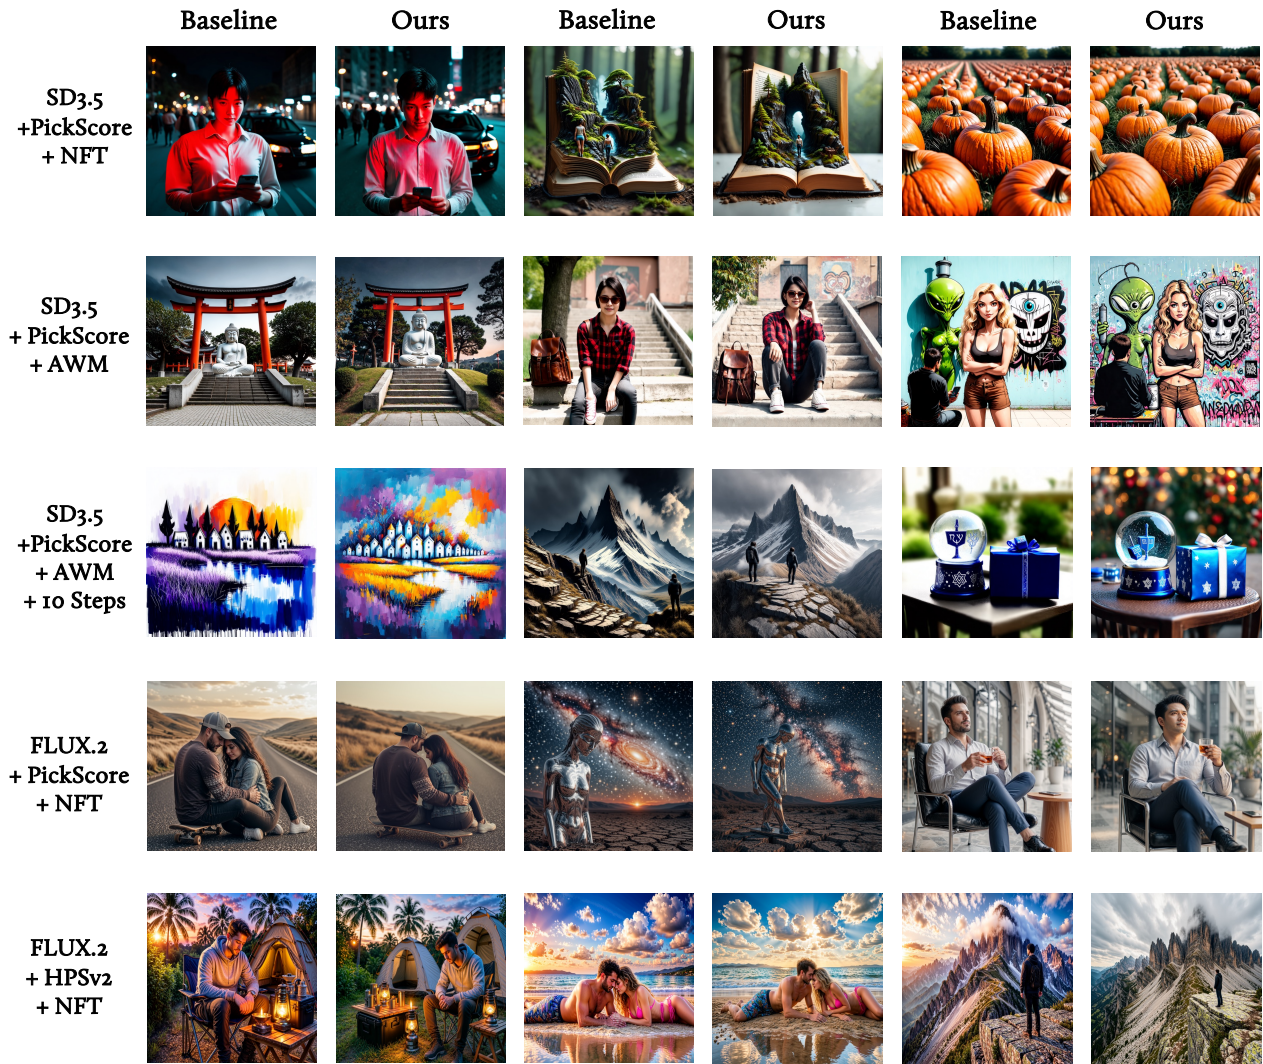 Baseline Ours Baseline Ours Baseline Ours
SD3.5
+PickScore
+ NFT
SD3.5
+ PickScore
+ AWM
SD3.5
+PickScore
+ AWM
+ 10 Steps
FLUX.2
+ PickScore
+ NFT
FLUX.2
+ HPSv2
+ NFT